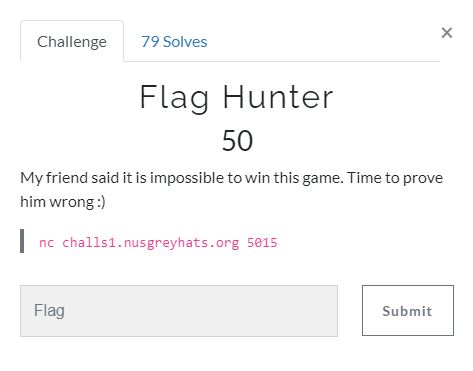 Challenge
79 Solves
×
Flag Hunter
50
My friend said it is impossible to win this game. Time to prove
him wrong :)
nc challs1.nusgreyhats.org 5015
Flag
Submit